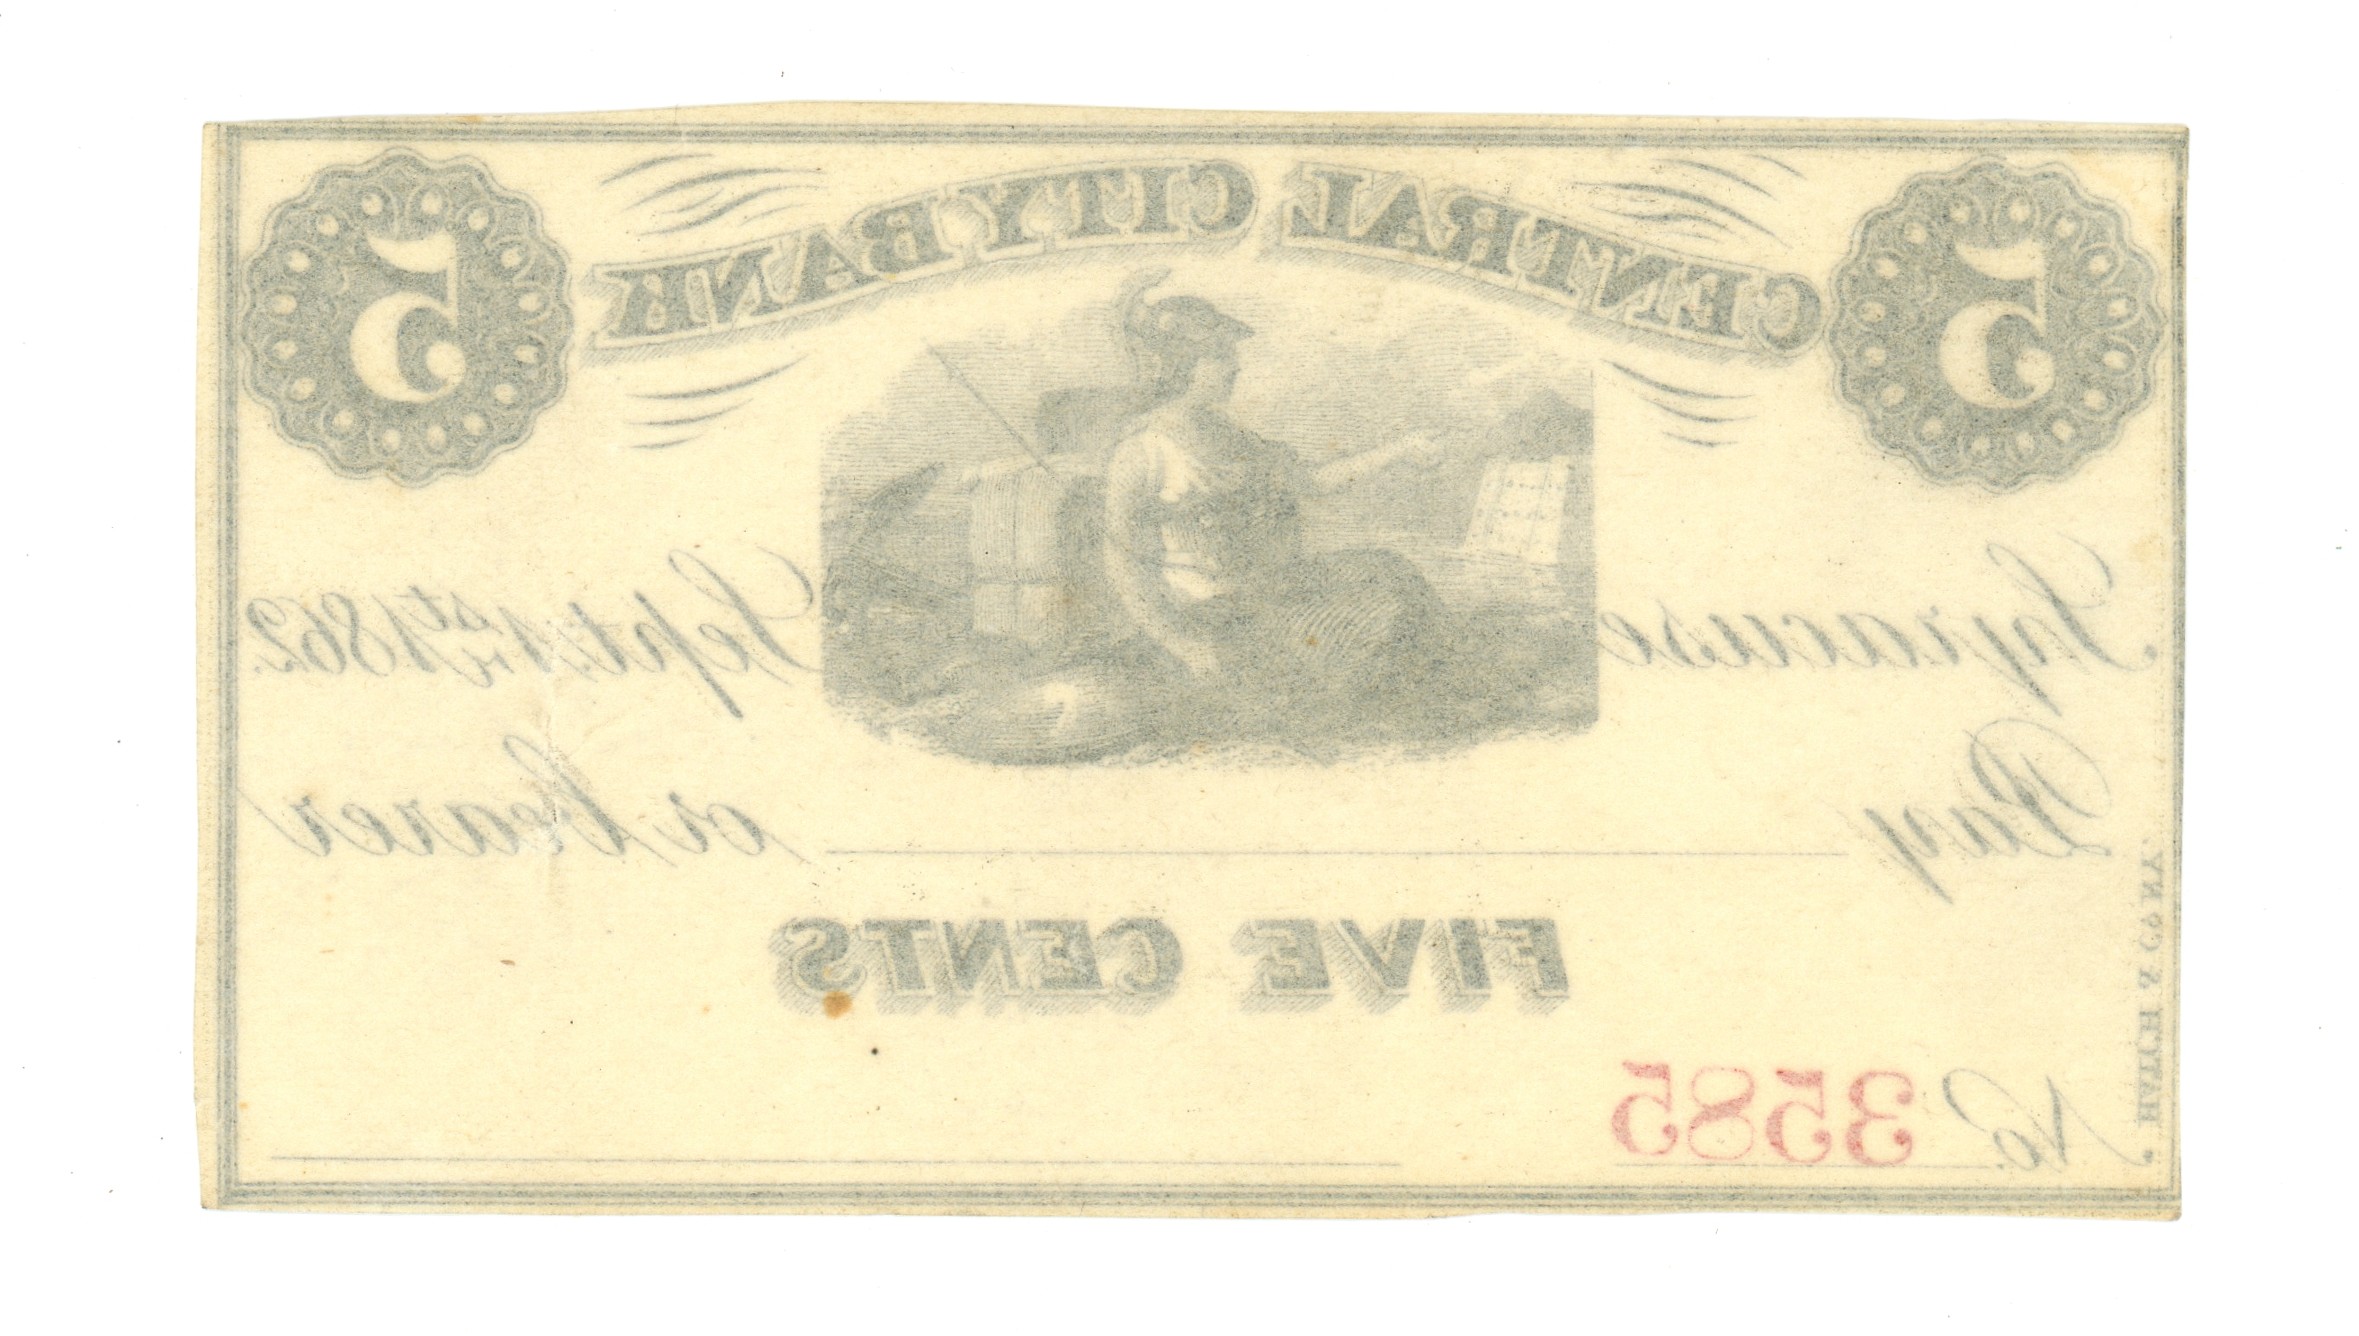 CENTRAL CITY BANK
5 5
Syracuse Sept. 1st 1862.
Pay or bearer
FIVE CENTS
No. 3585
HATCH & CO. N.Y.